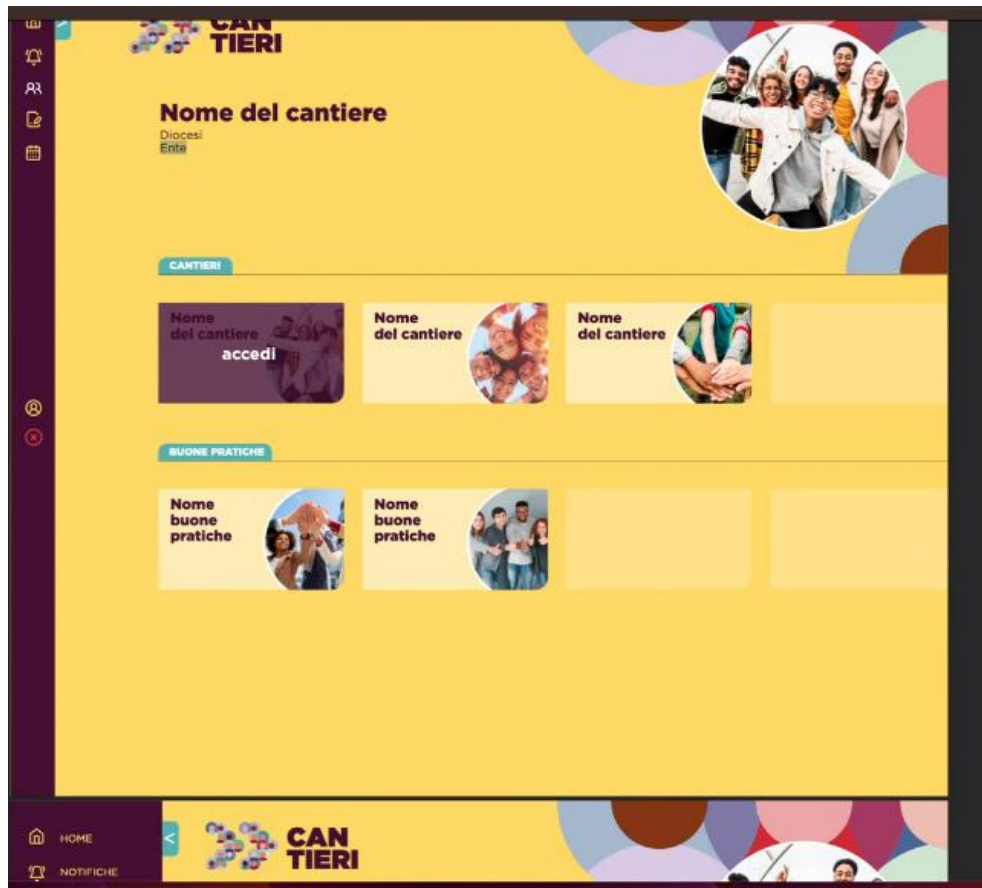 CAN
TIERI
Nome del cantiere
Diocesi
Ente
CANTIERI
Nome
del cantiere
accedi
Nome
del cantiere
Nome
del cantiere
BUONE PRATICHE
Nome
buone
pratiche
Nome
buone
pratiche
HOME
<
CAN
TIERI
NOTIFICHE